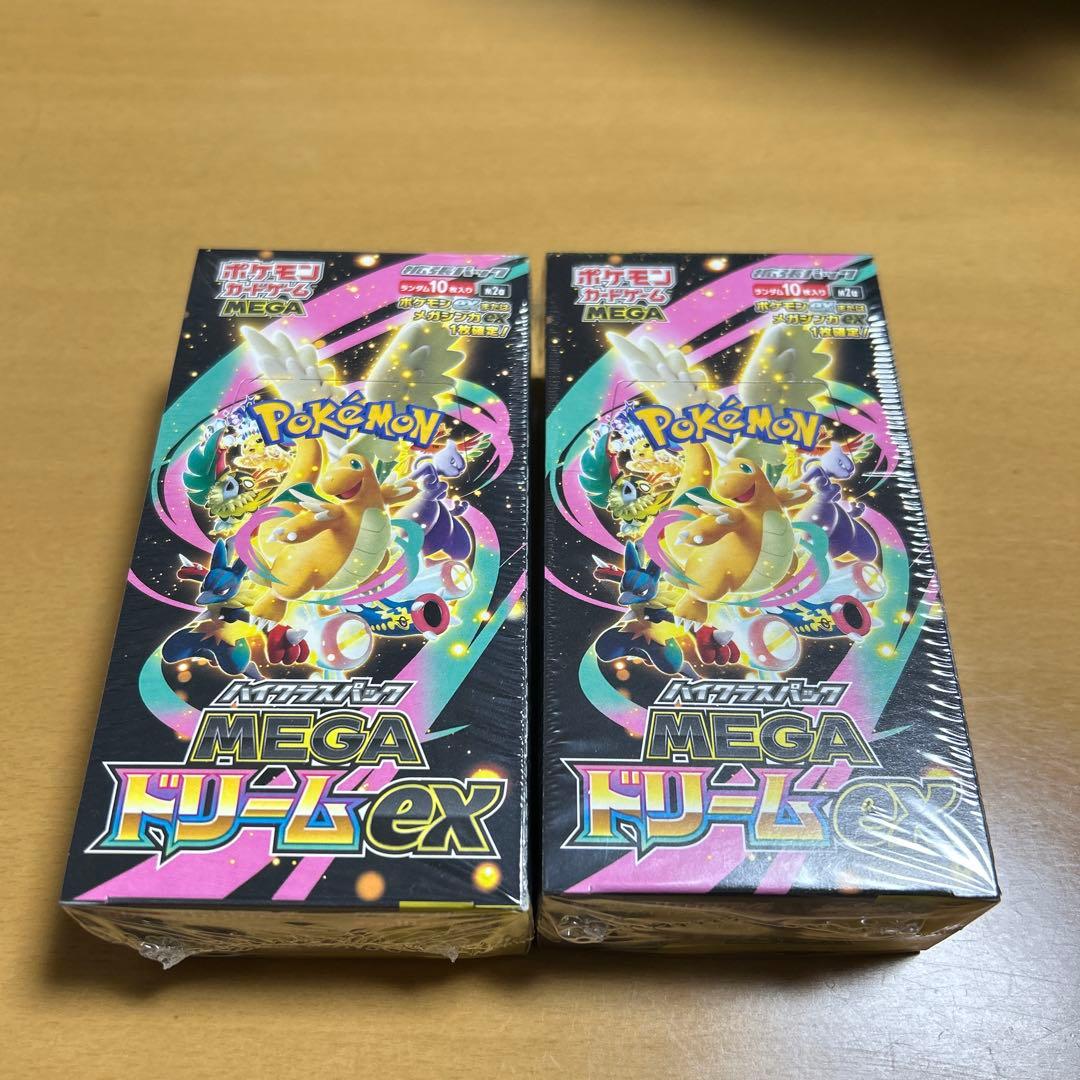 ポケモン
カードゲーム
MEGA
拡張パック
ランダム10枚入り
ポケモンexまたは
メガシンカex
1枚確定!
POKéMON
ハイクラスパック
MEGA
ドリームex
ポケモン
カードゲーム
MEGA
拡張パック
ランダム10枚入り
ポケモンexまたは
メガシンカex
1枚確定!
POKéMON
ハイクラスパック
MEGA
ドリームex